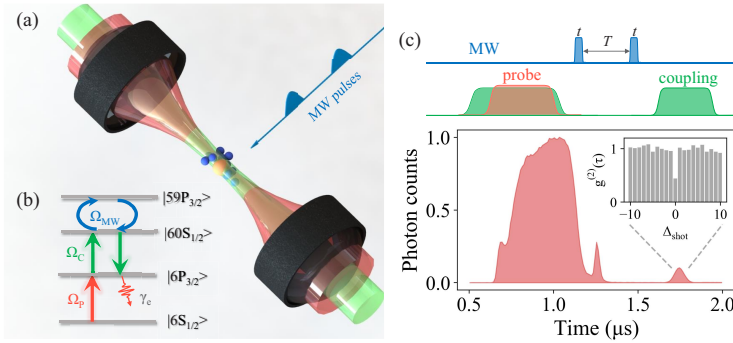 (a)
MW pulses
(b)
|59P3/2>
ΩMW
|60S1/2>
ΩC
|6P3/2>
γe
ΩP
|6S1/2>
(c)
MW
t
T
t
probe
coupling
Photon counts
1.0
0.5
0.0
0.5
1.0
1.5
2.0
Time (μs)
g(2)(τ)
1
0
−10
0
10
Δshot